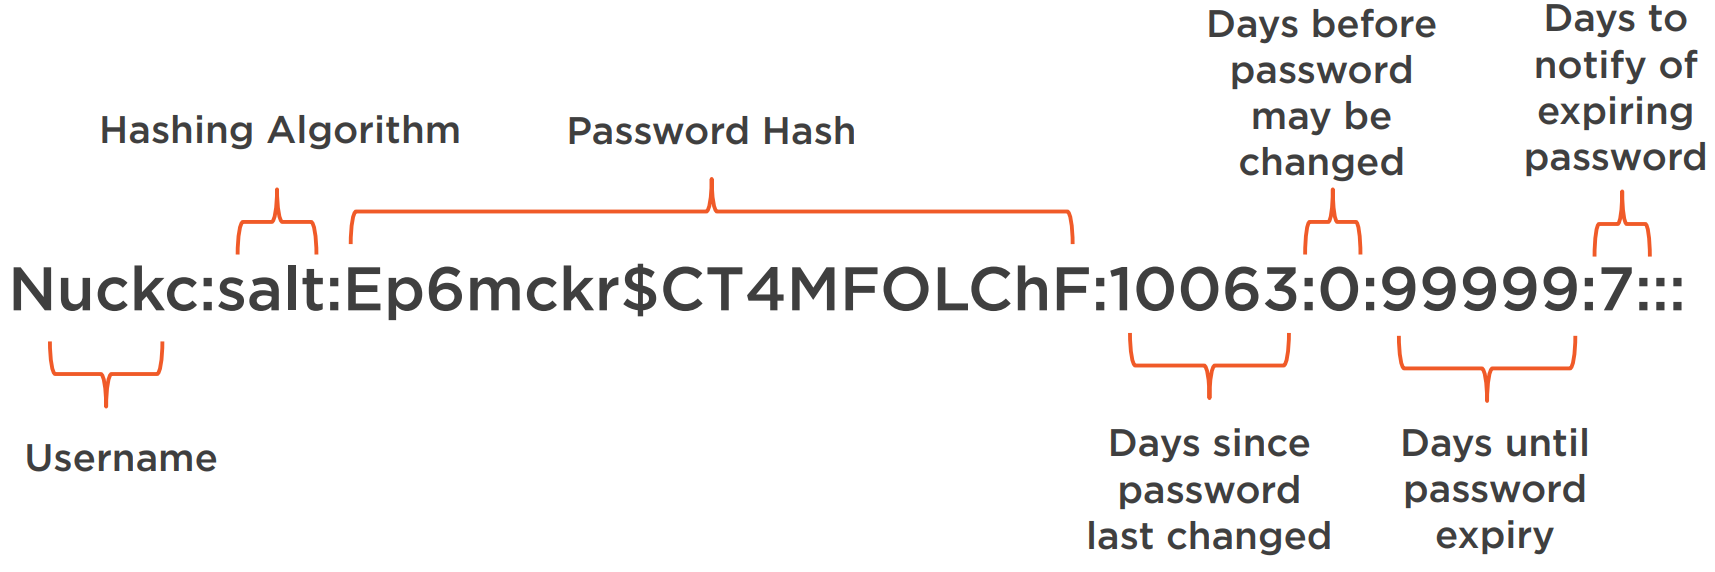 Days before
password
may be
changed
Days to
notify of
expiring
password
Hashing Algorithm
Password Hash
Nuckc:salt:Ep6mckr$CT4MFOLChF:10063:0:99999:7:::
Username
Days since
password
last changed
Days until
password
expiry